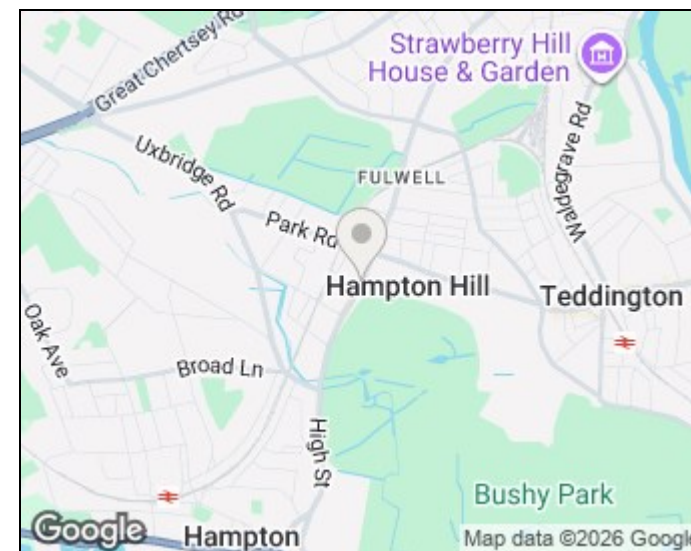 Great Chertsey Rd
Strawberry Hill
House & Garden
Uxbridge Rd
Waldegrave Rd
FULWELL
Park Rd
Hampton Hill
Teddington
Oak Ave
Broad Ln
High St
Bushy Park
Google
Hampton
Map data ©2026 Google